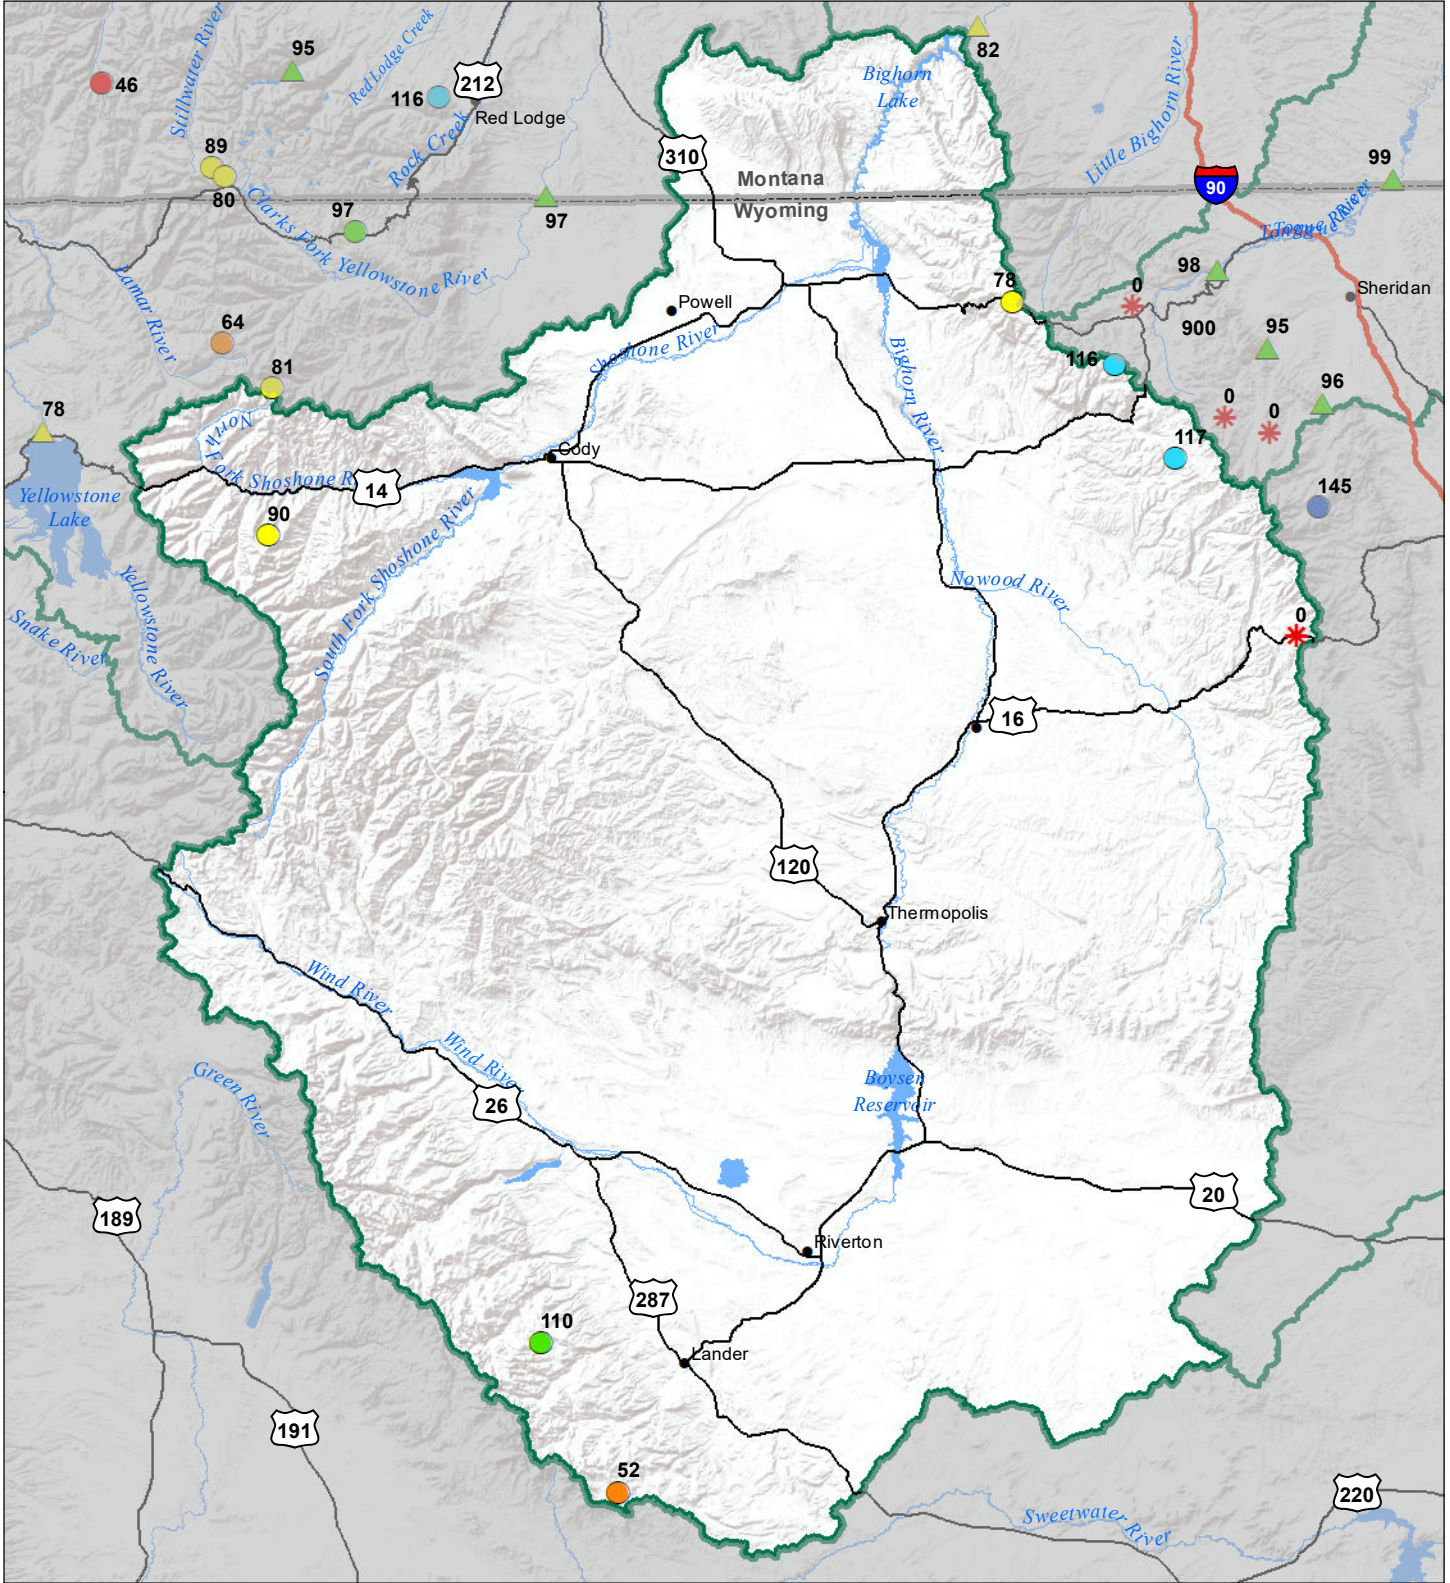 Stillwater River
95
46
Red Lodge Creek
116
212
Red Lodge
Rock Creek
89
80
Clarks Fork Yellowstone River
97
97
310
Montana
Wyoming
Bighorn
Lake
82
Little Bighorn River
90
99
Tongue River
Tongue River
98
0
Sheridan
900
95
78
116
96
0
0
117
145
Lamar River
64
81
78
Powell
Shoshone River
Bighorn River
North
Fork Shoshone R
14
Cody
90
South Fork Shoshone River
Yellowstone
Lake
Yellowstone River
Snake River
Nowood River
0
16
120
Thermopolis
Wind River
Wind River
26
Green River
Boysen
Reservoir
20
189
Riverton
287
110
Lander
191
52
220
Sweetwater River